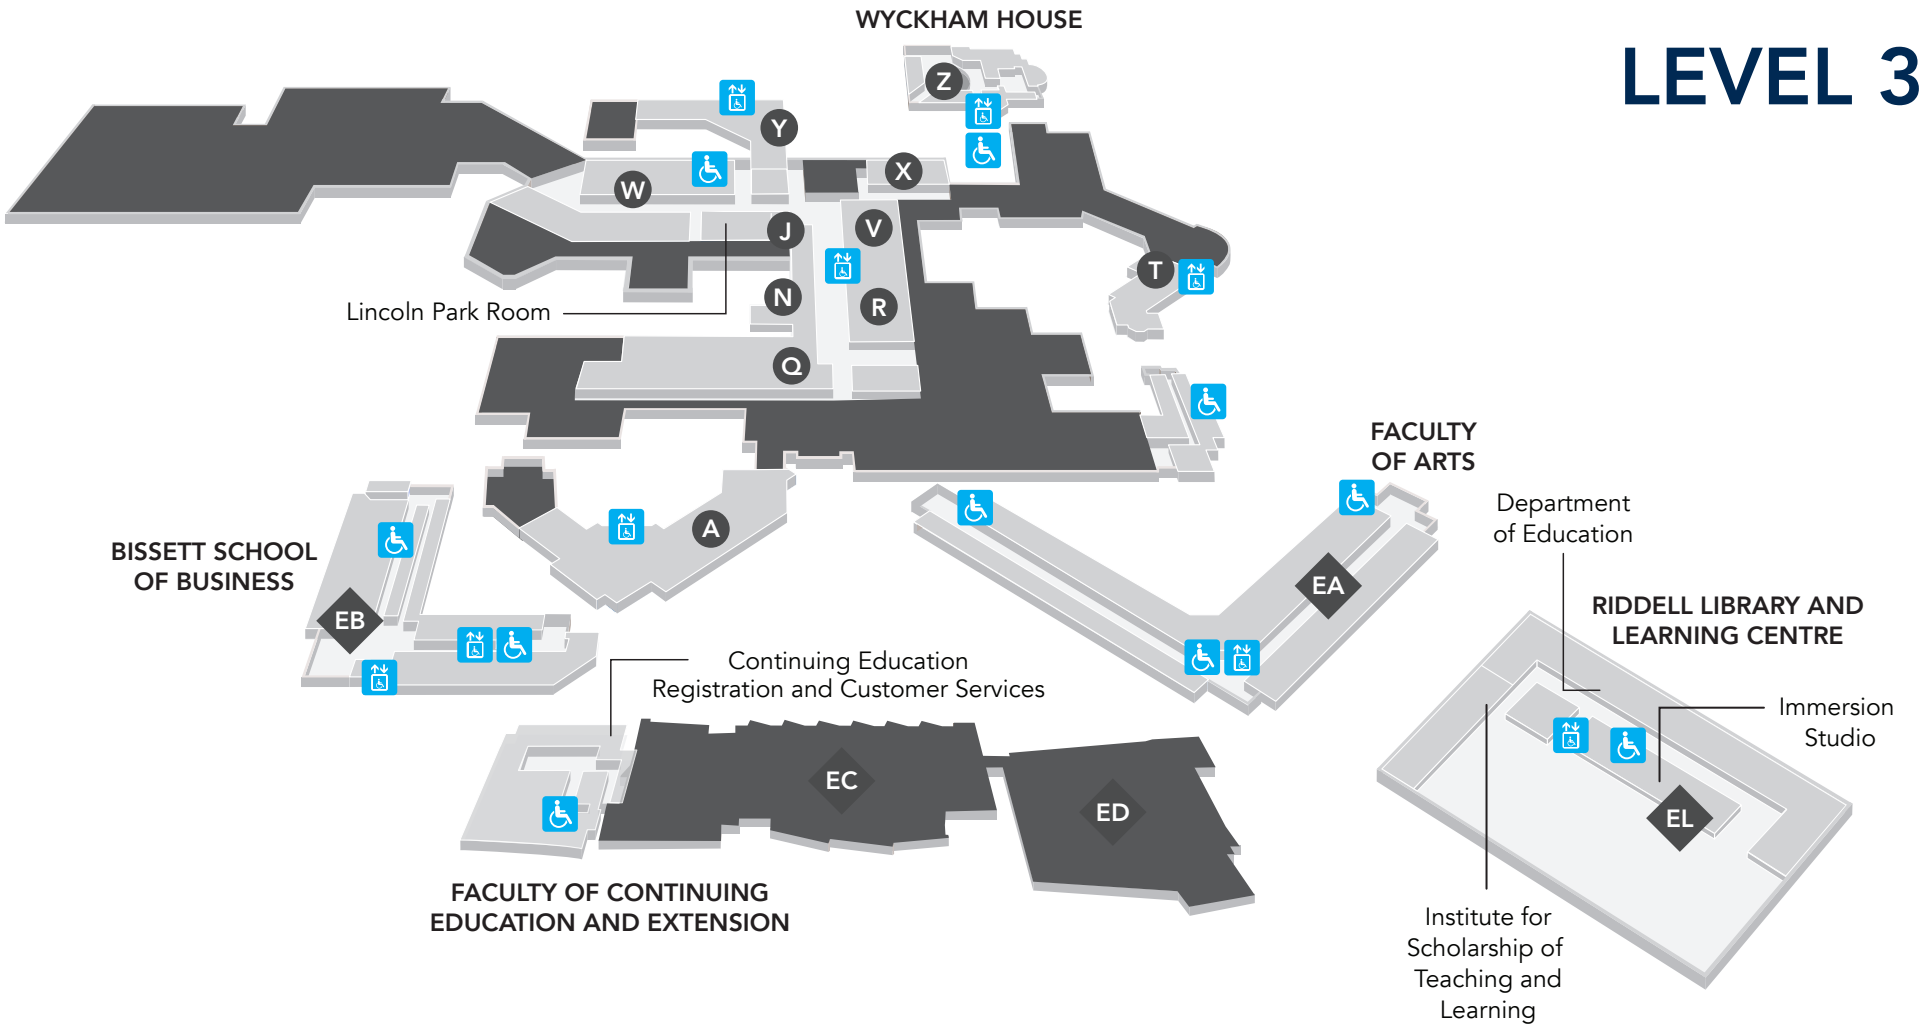 WYCKHAM HOUSE
LEVEL 3
Z
Y
X
W
V
J
T
N
R
Lincoln Park Room
Q
FACULTY
OF ARTS
A
Department
of Education
BISSETT SCHOOL
OF BUSINESS
EB
EA
RIDDELL LIBRARY AND
LEARNING CENTRE
Continuing Education
Registration and Customer Services
Immersion
Studio
EC
ED
EL
FACULTY OF CONTINUING
EDUCATION AND EXTENSION
Institute for
Scholarship of
Teaching and
Learning